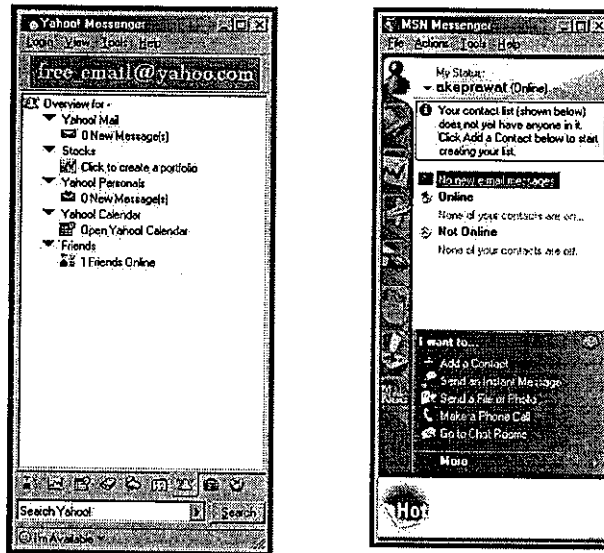 Yahoo! Messenger
Login View Tools Help
free email@yahoo.com
Overview for -
Yahoo! Mail
0 New Message(s)
Stocks
Click to create a portfolio
Yahoo! Personals
0 New Message(s)
Yahoo! Calendar
Open Yahoo! Calendar
Friends
1 Friends Online
Search Yahoo!
Search
I'm Available
MSN Messenger
File Actions Tools Help
My Status:
akeprawat (Online)
Your contact list (shown below)
does not yet have anyone in it.
Click Add a Contact below to start
creating your list.
No new e-mail messages
Online
None of your contacts are on...
Not Online
None of your contacts are off.
I want to...
Add a Contact
Send an Instant Message
Send a File or Photo
Make a Phone Call
Go to Chat Rooms
More
Hot